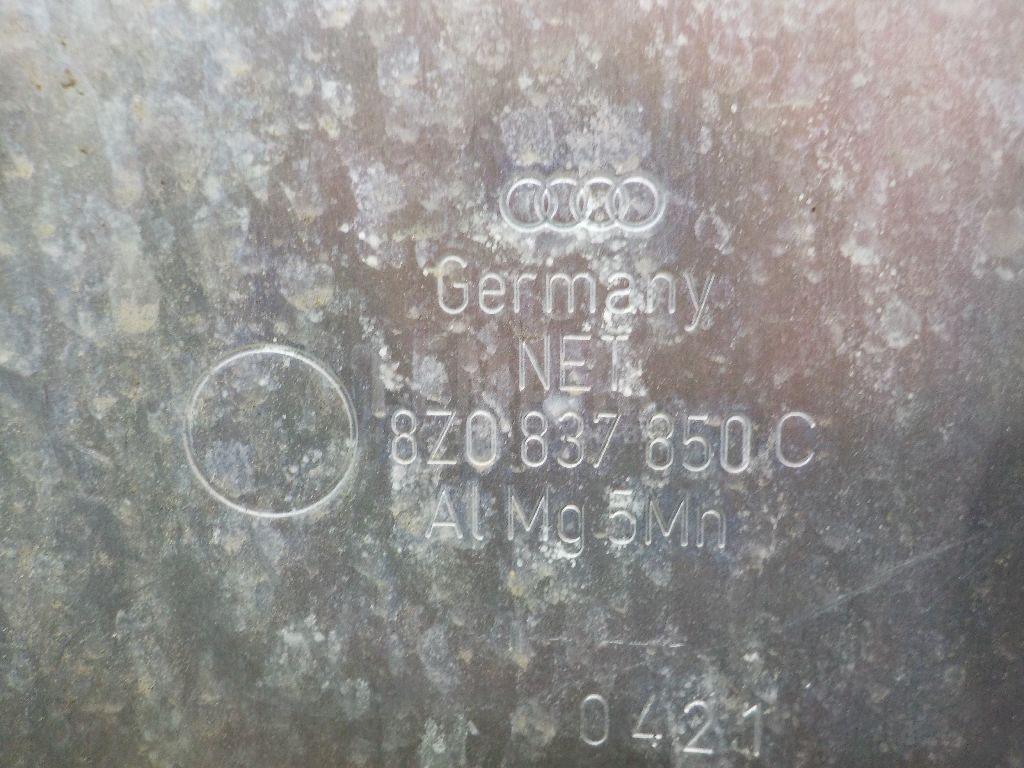 Germany
NET
8Z0 837 850 C
Al Mg 5Mn
0421